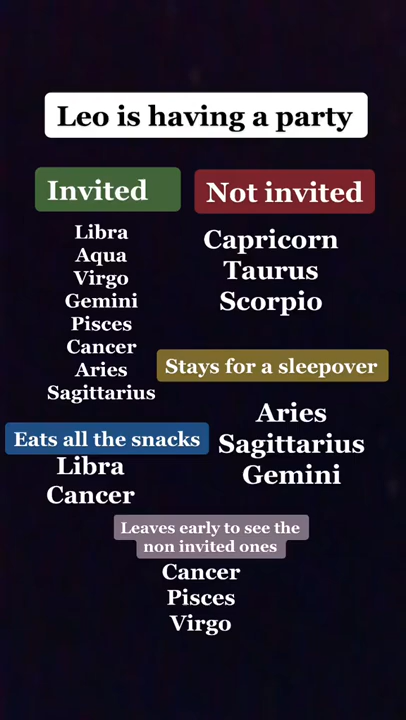 Leo is having a party
Invited
Libra
Aqua
Virgo
Gemini
Pisces
Cancer
Aries
Sagittarius
Not invited
Capricorn
Taurus
Scorpio
Stays for a sleepover
Aries
Sagittarius
Gemini
Eats all the snacks
Libra
Cancer
Leaves early to see the
non invited ones
Cancer
Pisces
Virgo